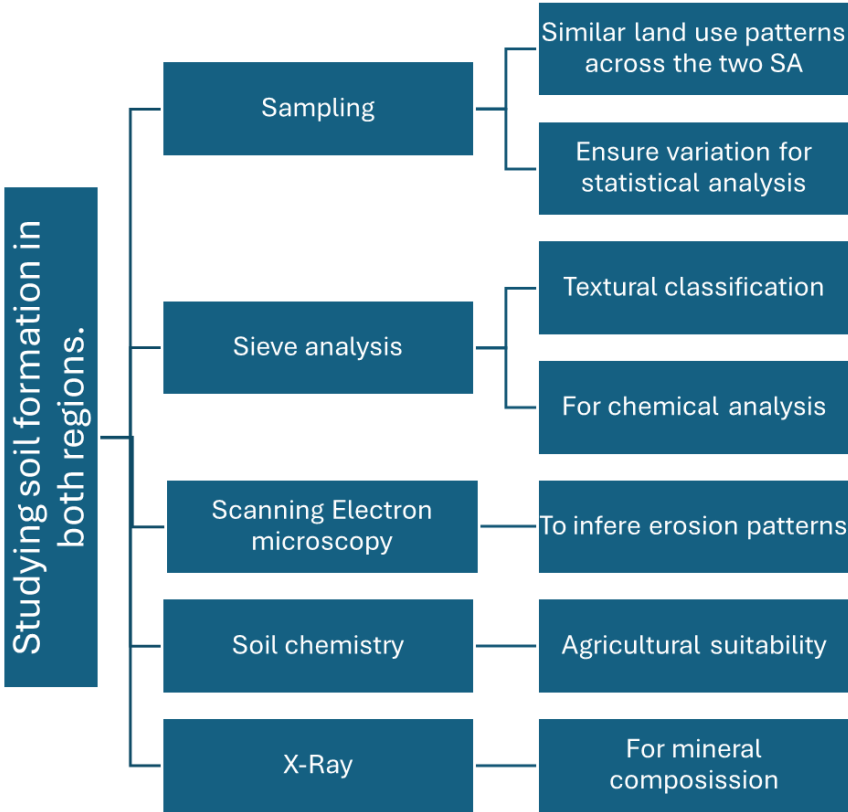 Studying soil formation in
both regions.
Sampling
Similar land use patterns
across the two SA
Ensure variation for
statistical analysis
Sieve analysis
Textural classification
For chemical analysis
Scanning Electron
microscopy
To infere erosion patterns
Soil chemistry
Agricultural suitability
X-Ray
For mineral
composission